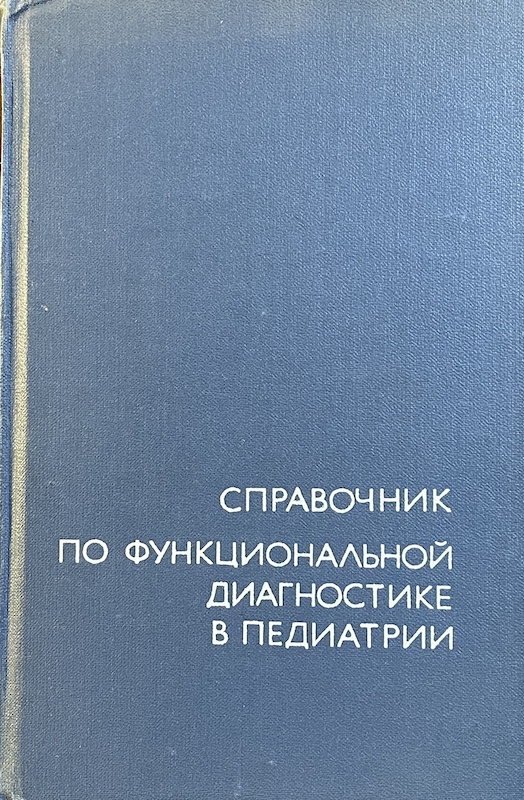 СПРАВОЧНИК
ПО ФУНКЦИОНАЛЬНОЙ
ДИАГНОСТИКЕ
В ПЕДИАТРИИ